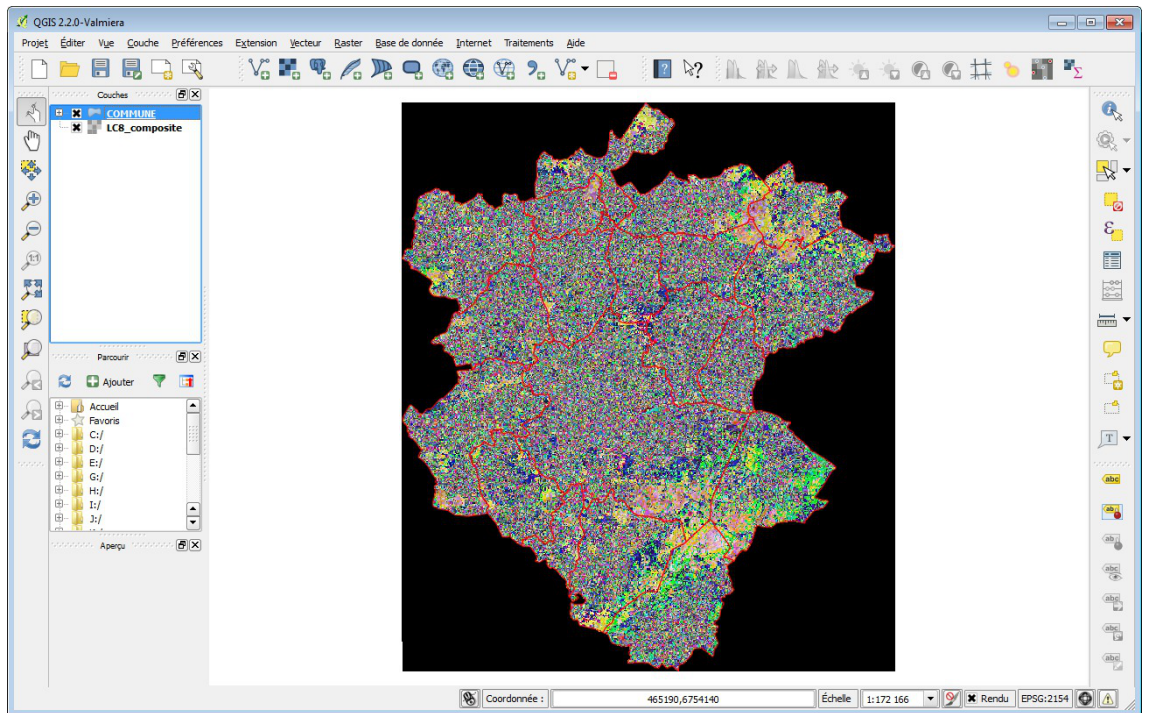 QGIS 2.2.0-Valmiera
Projet Éditer Vue Couche Préférences Extension Vecteur Raster Base de donnée Internet Traitements Aide
Couches
COMMUNE
LC8_composite
Parcourir
Ajouter
Accueil
Favoris
C:/
D:/
E:/
G:/
H:/
I:/
J:/
Aperçu
Coordonnée :
465190,6754140
Échelle
1:172 166
Rendu
EPSG:2154